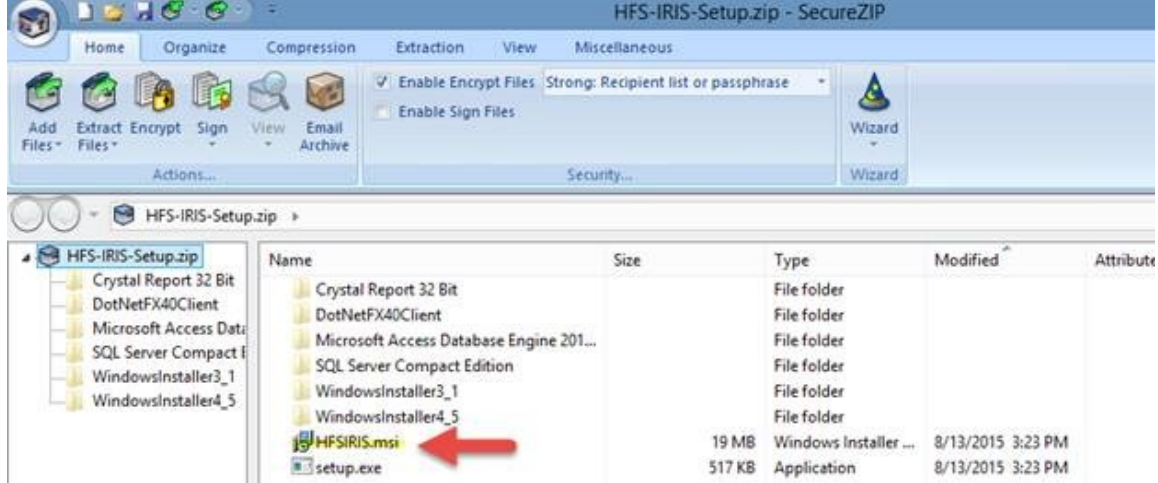 HFS-IRIS-Setup.zip - SecureZIP
Home Organize Compression Extraction View Miscellaneous
Enable Encrypt Files Strong: Recipient list or passphrase
Enable Sign Files
Add Files Extract Files Encrypt Sign View Email Archive Wizard
Actions... Security... Wizard
HFS-IRIS-Setup.zip
HFS-IRIS-Setup.zip
Crystal Report 32 Bit
DotNetFX40Client
Microsoft Access Data
SQL Server Compact E
WindowsInstaller3_1
WindowsInstaller4_5
Name Size Type Modified Attribute
Crystal Report 32 Bit File folder
DotNetFX40Client File folder
Microsoft Access Database Engine 201... File folder
SQL Server Compact Edition File folder
WindowsInstaller3_1 File folder
WindowsInstaller4_5 File folder
HFSIRIS.msi 19 MB Windows Installer ... 8/13/2015 3:23 PM
setup.exe 517 KB Application 8/13/2015 3:23 PM